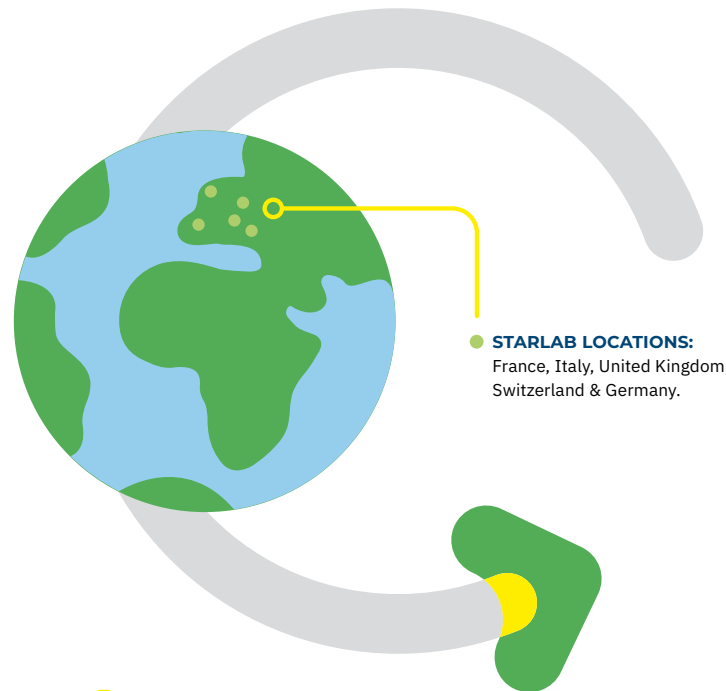 STARLAB LOCATIONS:
France, Italy, United Kingdom
Switzerland & Germany.